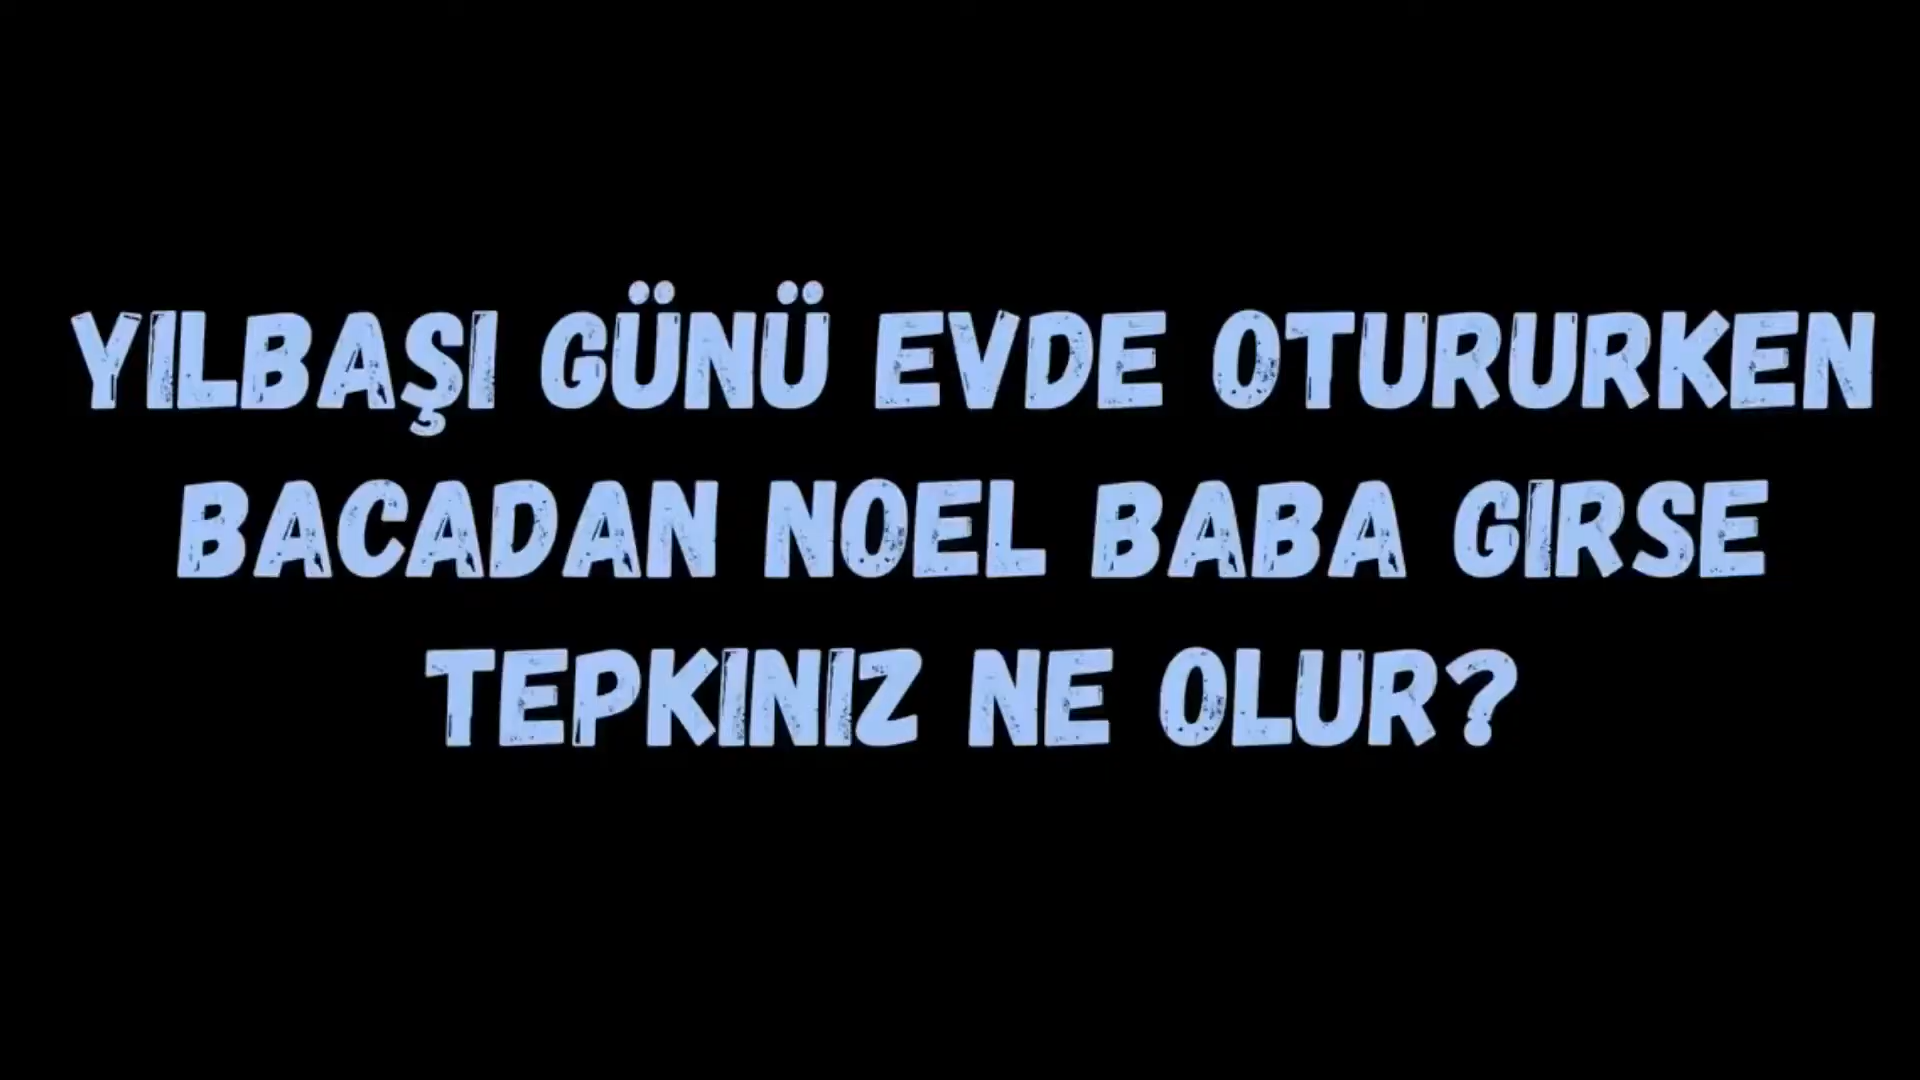 YILBAŞI GÜNÜ EVDE OTURURKEN
BACADAN NOEL BABA GIRSE
TEPKINIZ NE OLUR?